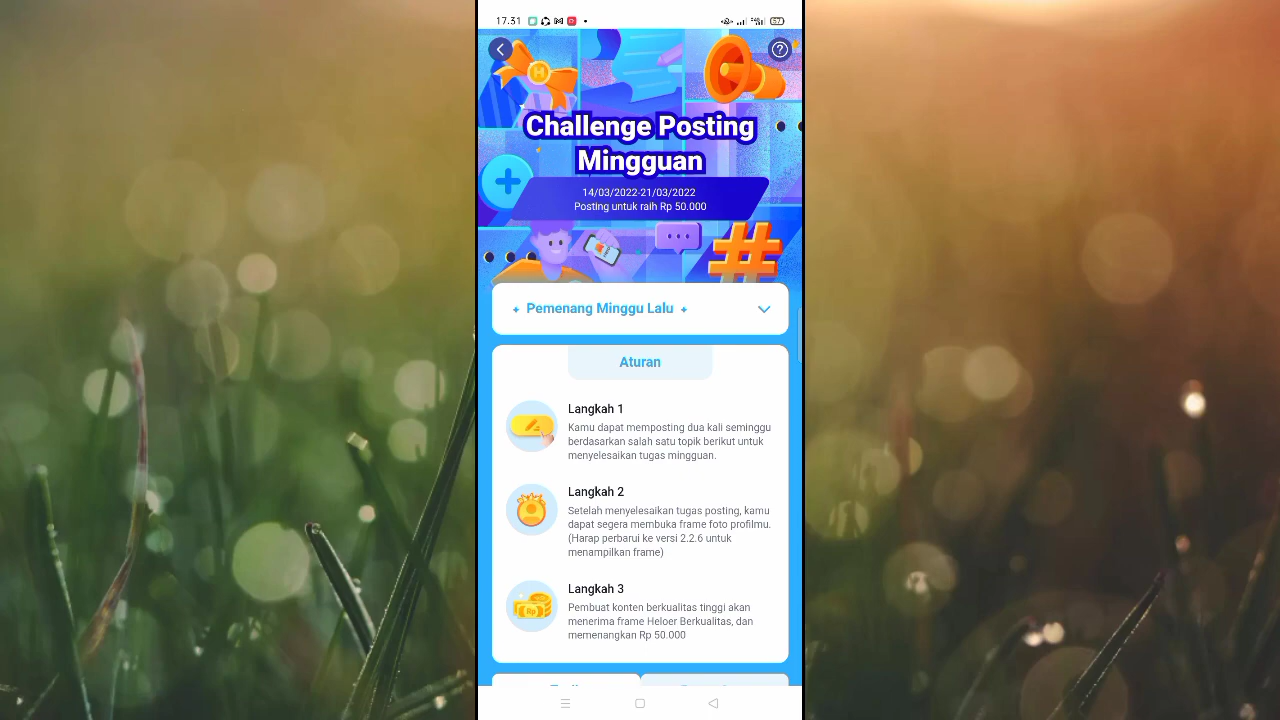 17.31
57
H
Challenge Posting
Mingguan
14/03/2022-21/03/2022
Posting untuk raih Rp 50.000
#
Pemenang Minggu Lalu
Aturan
Langkah 1
Kamu dapat memposting dua kali seminggu
berdasarkan salah satu topik berikut untuk
menyelesaikan tugas mingguan.
Langkah 2
Setelah menyelesaikan tugas posting, kamu
dapat segera membuka frame foto profilmu.
(Harap perbarui ke versi 2.2.6 untuk
menampilkan frame)
Langkah 3
Rp
Pembuat konten berkualitas tinggi akan
menerima frame Heloer Berkualitas, dan
memenangkan Rp 50.000